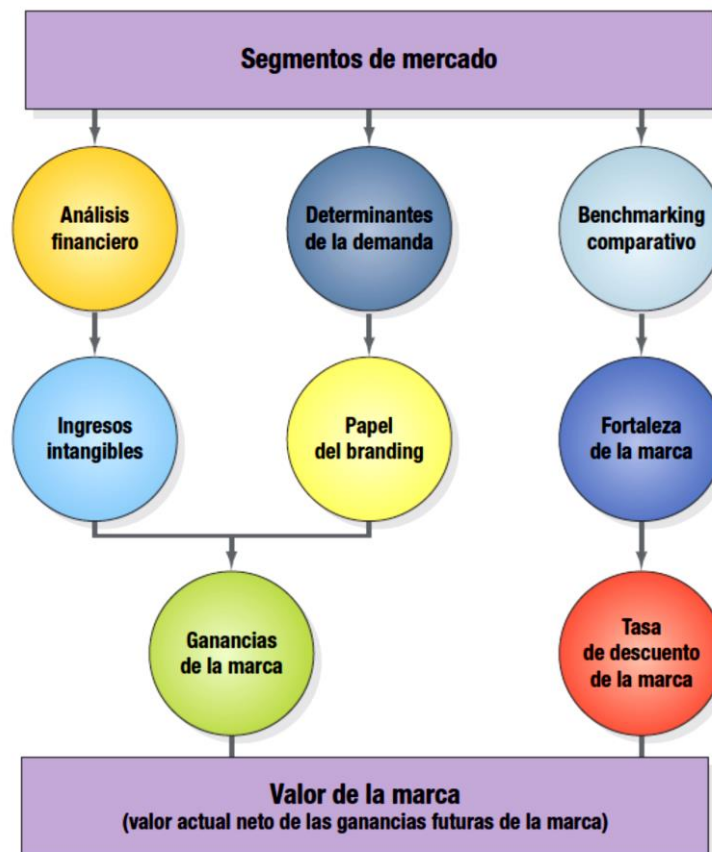 Segmentos de mercado
Análisis
financiero
Determinantes
de la demanda
Benchmarking
comparativo
Ingresos
intangibles
Papel
del branding
Fortaleza
de la marca
Ganancias
de la marca
Tasa
de descuento
de la marca
Valor de la marca
(valor actual neto de las ganancias futuras de la marca)